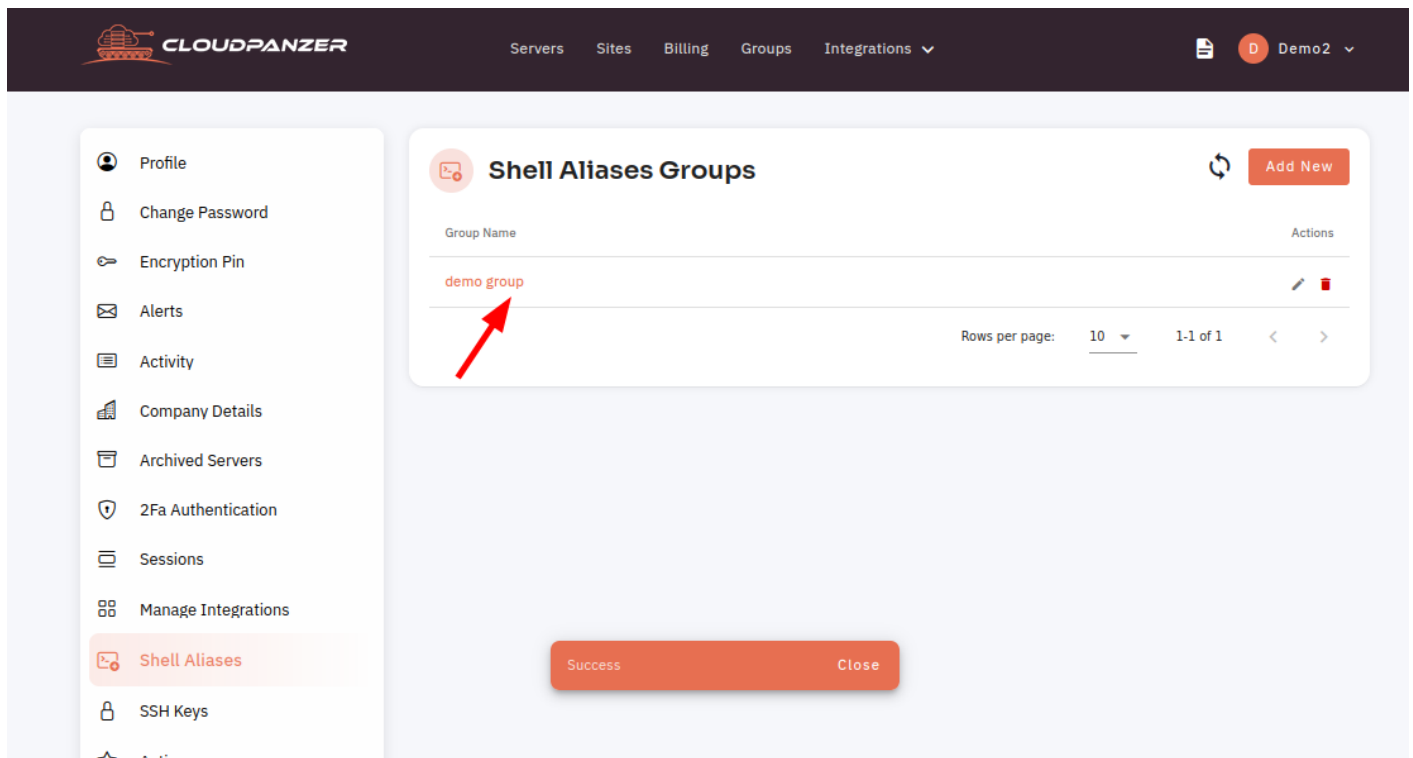 CLOUDPANZER
Servers Sites Billing Groups Integrations
D Demo2
Profile
Change Password
Encryption Pin
Alerts
Activity
Company Details
Archived Servers
2Fa Authentication
Sessions
Manage Integrations
Shell Aliases
SSH Keys
Shell Aliases Groups
Add New
Group Name Actions
demo group
Rows per page: 10 1-1 of 1
Success Close